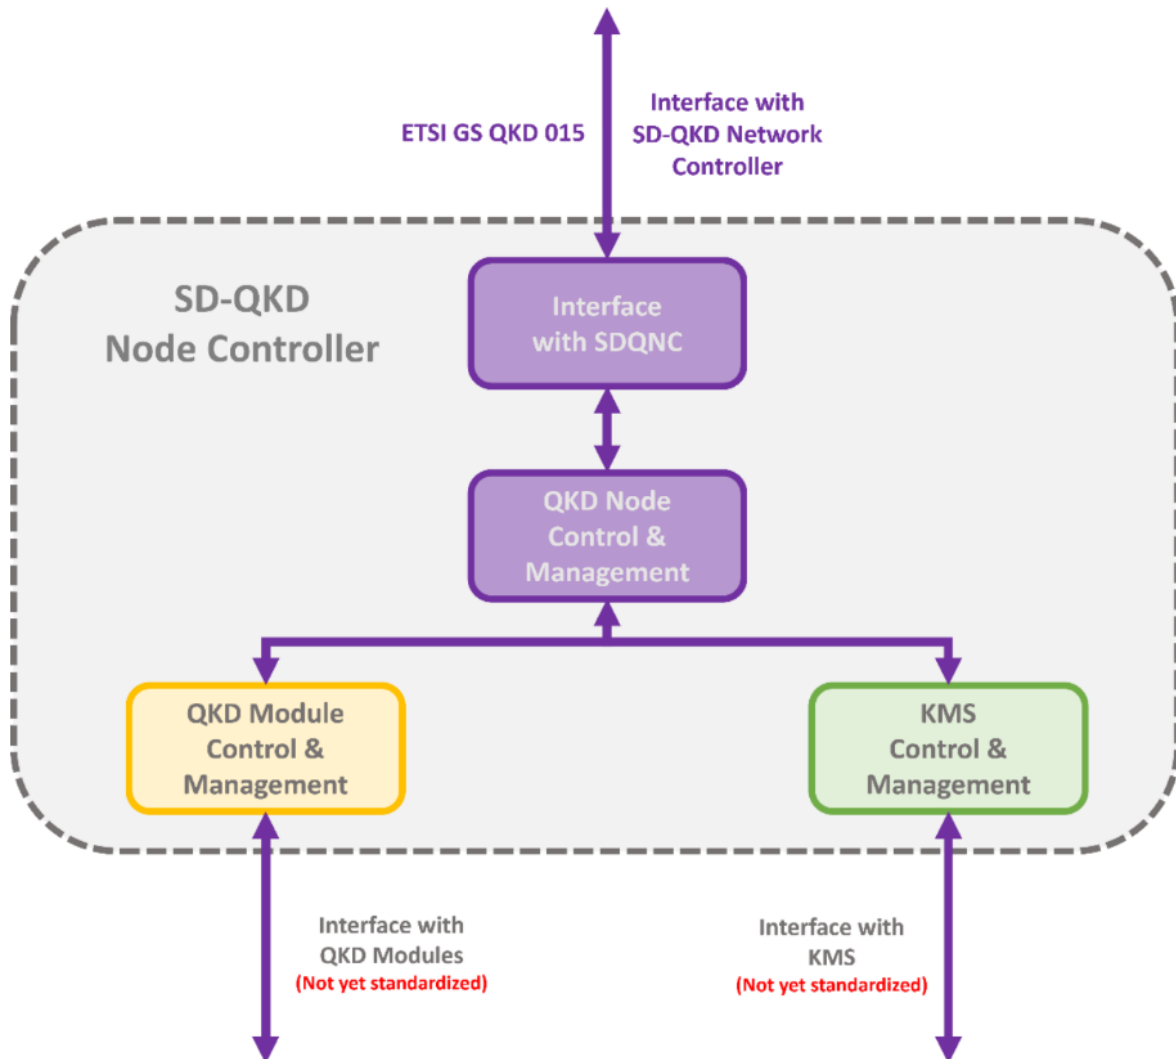 ETSI GS QKD 015
Interface with
SD-QKD Network
Controller
SD-QKD
Node Controller
Interface
with SDQNC
QKD Node
Control &
Management
QKD Module
Control &
Management
KMS
Control &
Management
Interface with
QKD Modules
(Not yet standardized)
Interface with
KMS
(Not yet standardized)